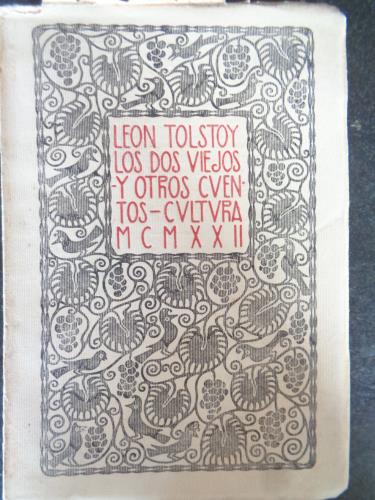 LEON TOLSTOY
LOS DOS VIEJOS
Y OTROS CVEN-
TOS-CVLTVRA
MCMXXII